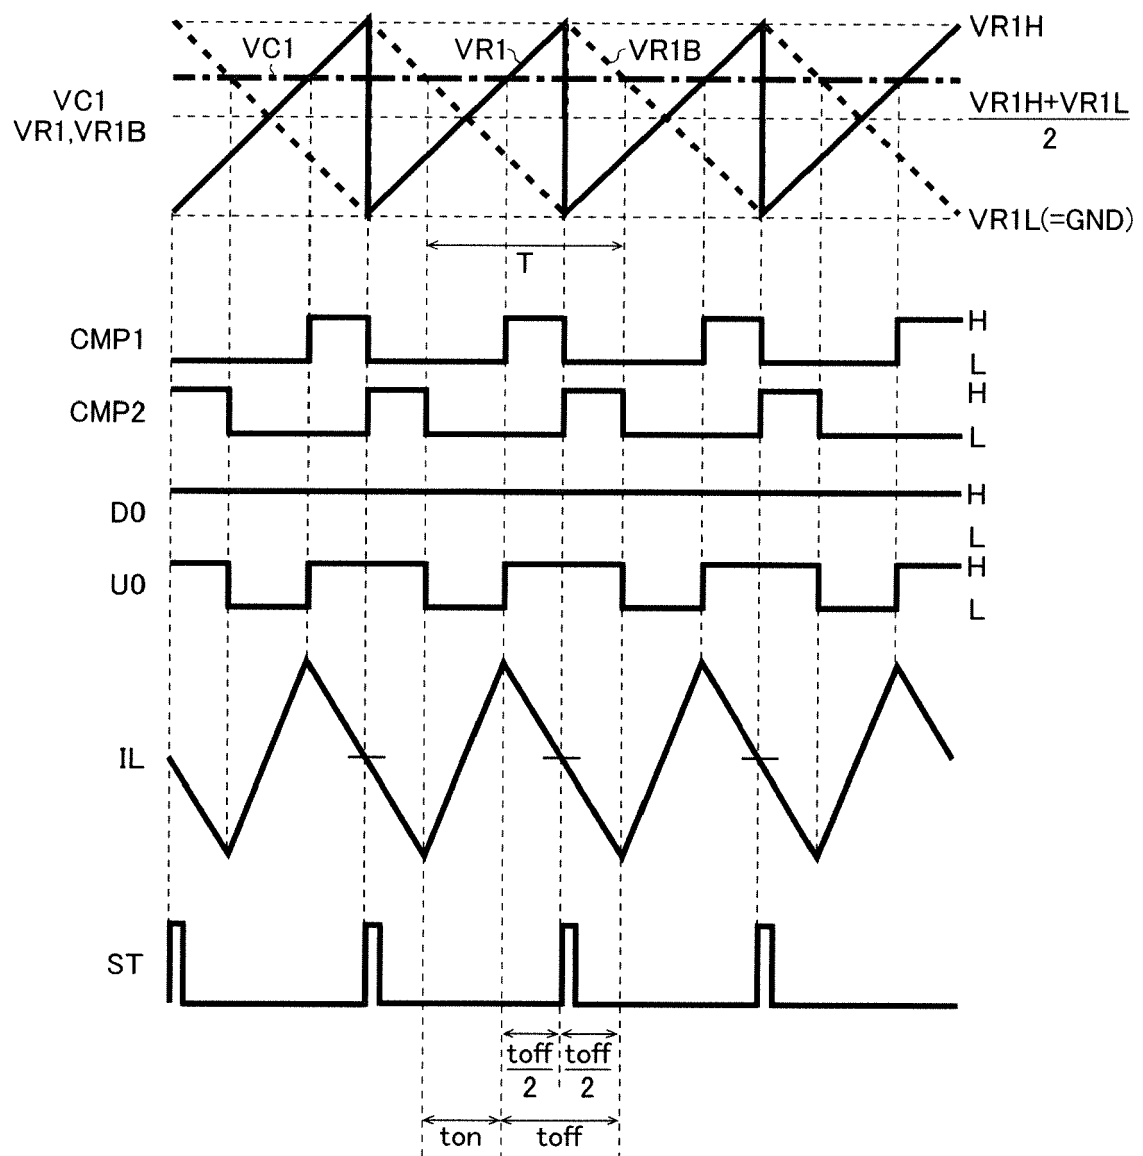 VR1H
VC1
VR1
VR1B
VC1
VR1,VR1B
VR1H+VR1L
2
VR1L(=GND)
T
CMP1
H
L
CMP2
H
L
D0
H
L
U0
H
L
IL
ST
toff
2
toff
2
ton
toff